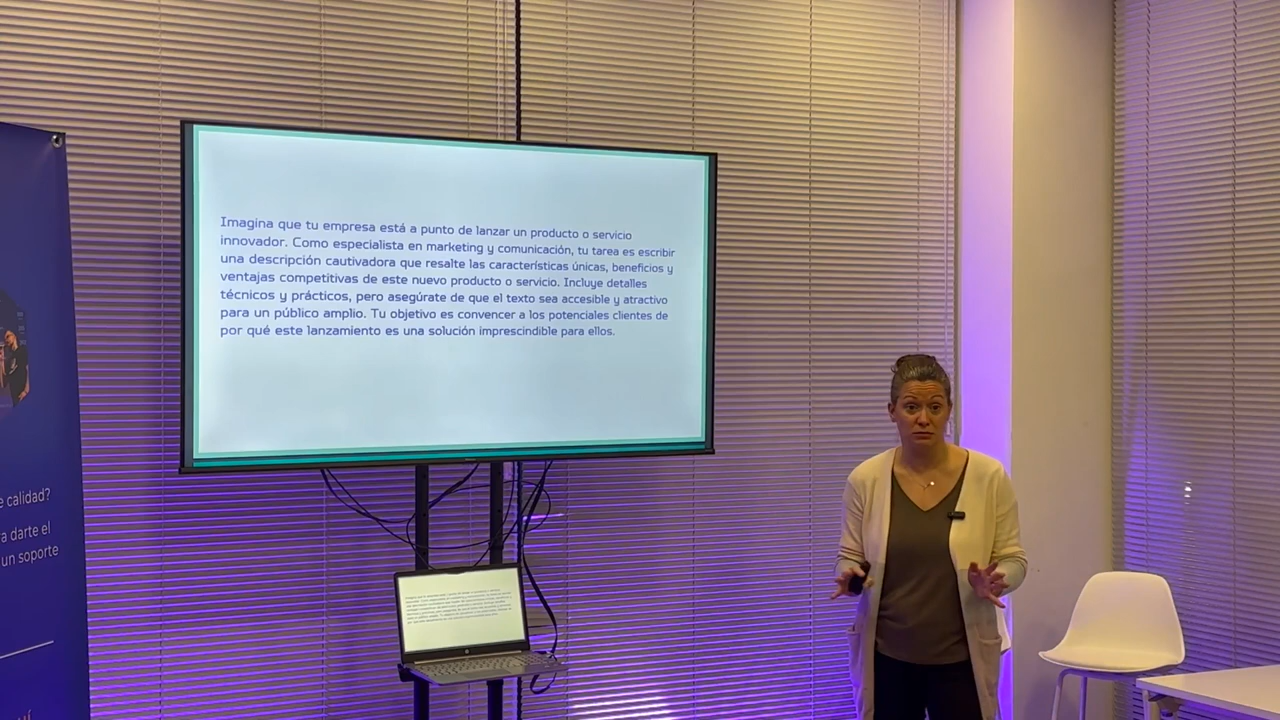 Imagina que tu empresa está a punto de lanzar un producto o servicio
innovador. Como especialista en marketing y comunicación, tu tarea es escribir
una descripción cautivadora que resalte las características únicas, beneficios y
ventajas competitivas de este nuevo producto o servicio. Incluye detalles
técnicos y prácticos, pero asegúrate de que el texto sea accesible y atractivo
para un público amplio. Tu objetivo es convencer a los potenciales clientes de
por qué este lanzamiento es una solución imprescindible para ellos.
e calidad?
a darte el
un soporte